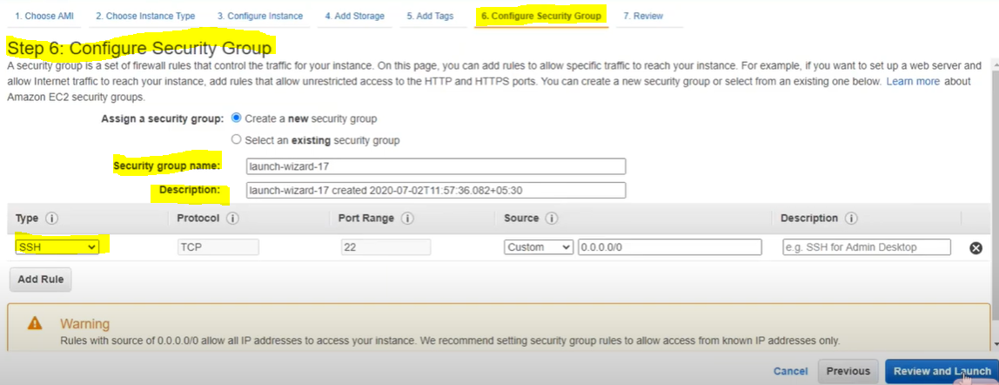 1. Choose AMI 2. Choose Instance Type 3. Configure Instance 4. Add Storage 5. Add Tags 6. Configure Security Group 7. Review
Step 6: Configure Security Group
A security group is a set of firewall rules that control the traffic for your instance. On this page, you can add rules to allow specific traffic to reach your instance. For example, if you want to set up a web server and
allow Internet traffic to reach your instance, add rules that allow unrestricted access to the HTTP and HTTPS ports. You can create a new security group or select from an existing one below. Learn more about
Amazon EC2 security groups.
Assign a security group: Create a new security group
Select an existing security group
Security group name: launch-wizard-17
Description: launch-wizard-17 created 2020-07-02T11:57:36.082+05:30
Type i Protocol i Port Range i Source i Description i
SSH TCP 22 Custom 0.0.0.0/0 e.g. SSH for Admin Desktop
Add Rule
Warning
Rules with source of 0.0.0.0/0 allow all IP addresses to access your instance. We recommend setting security group rules to allow access from known IP addresses only.
Cancel Previous Review and Launch